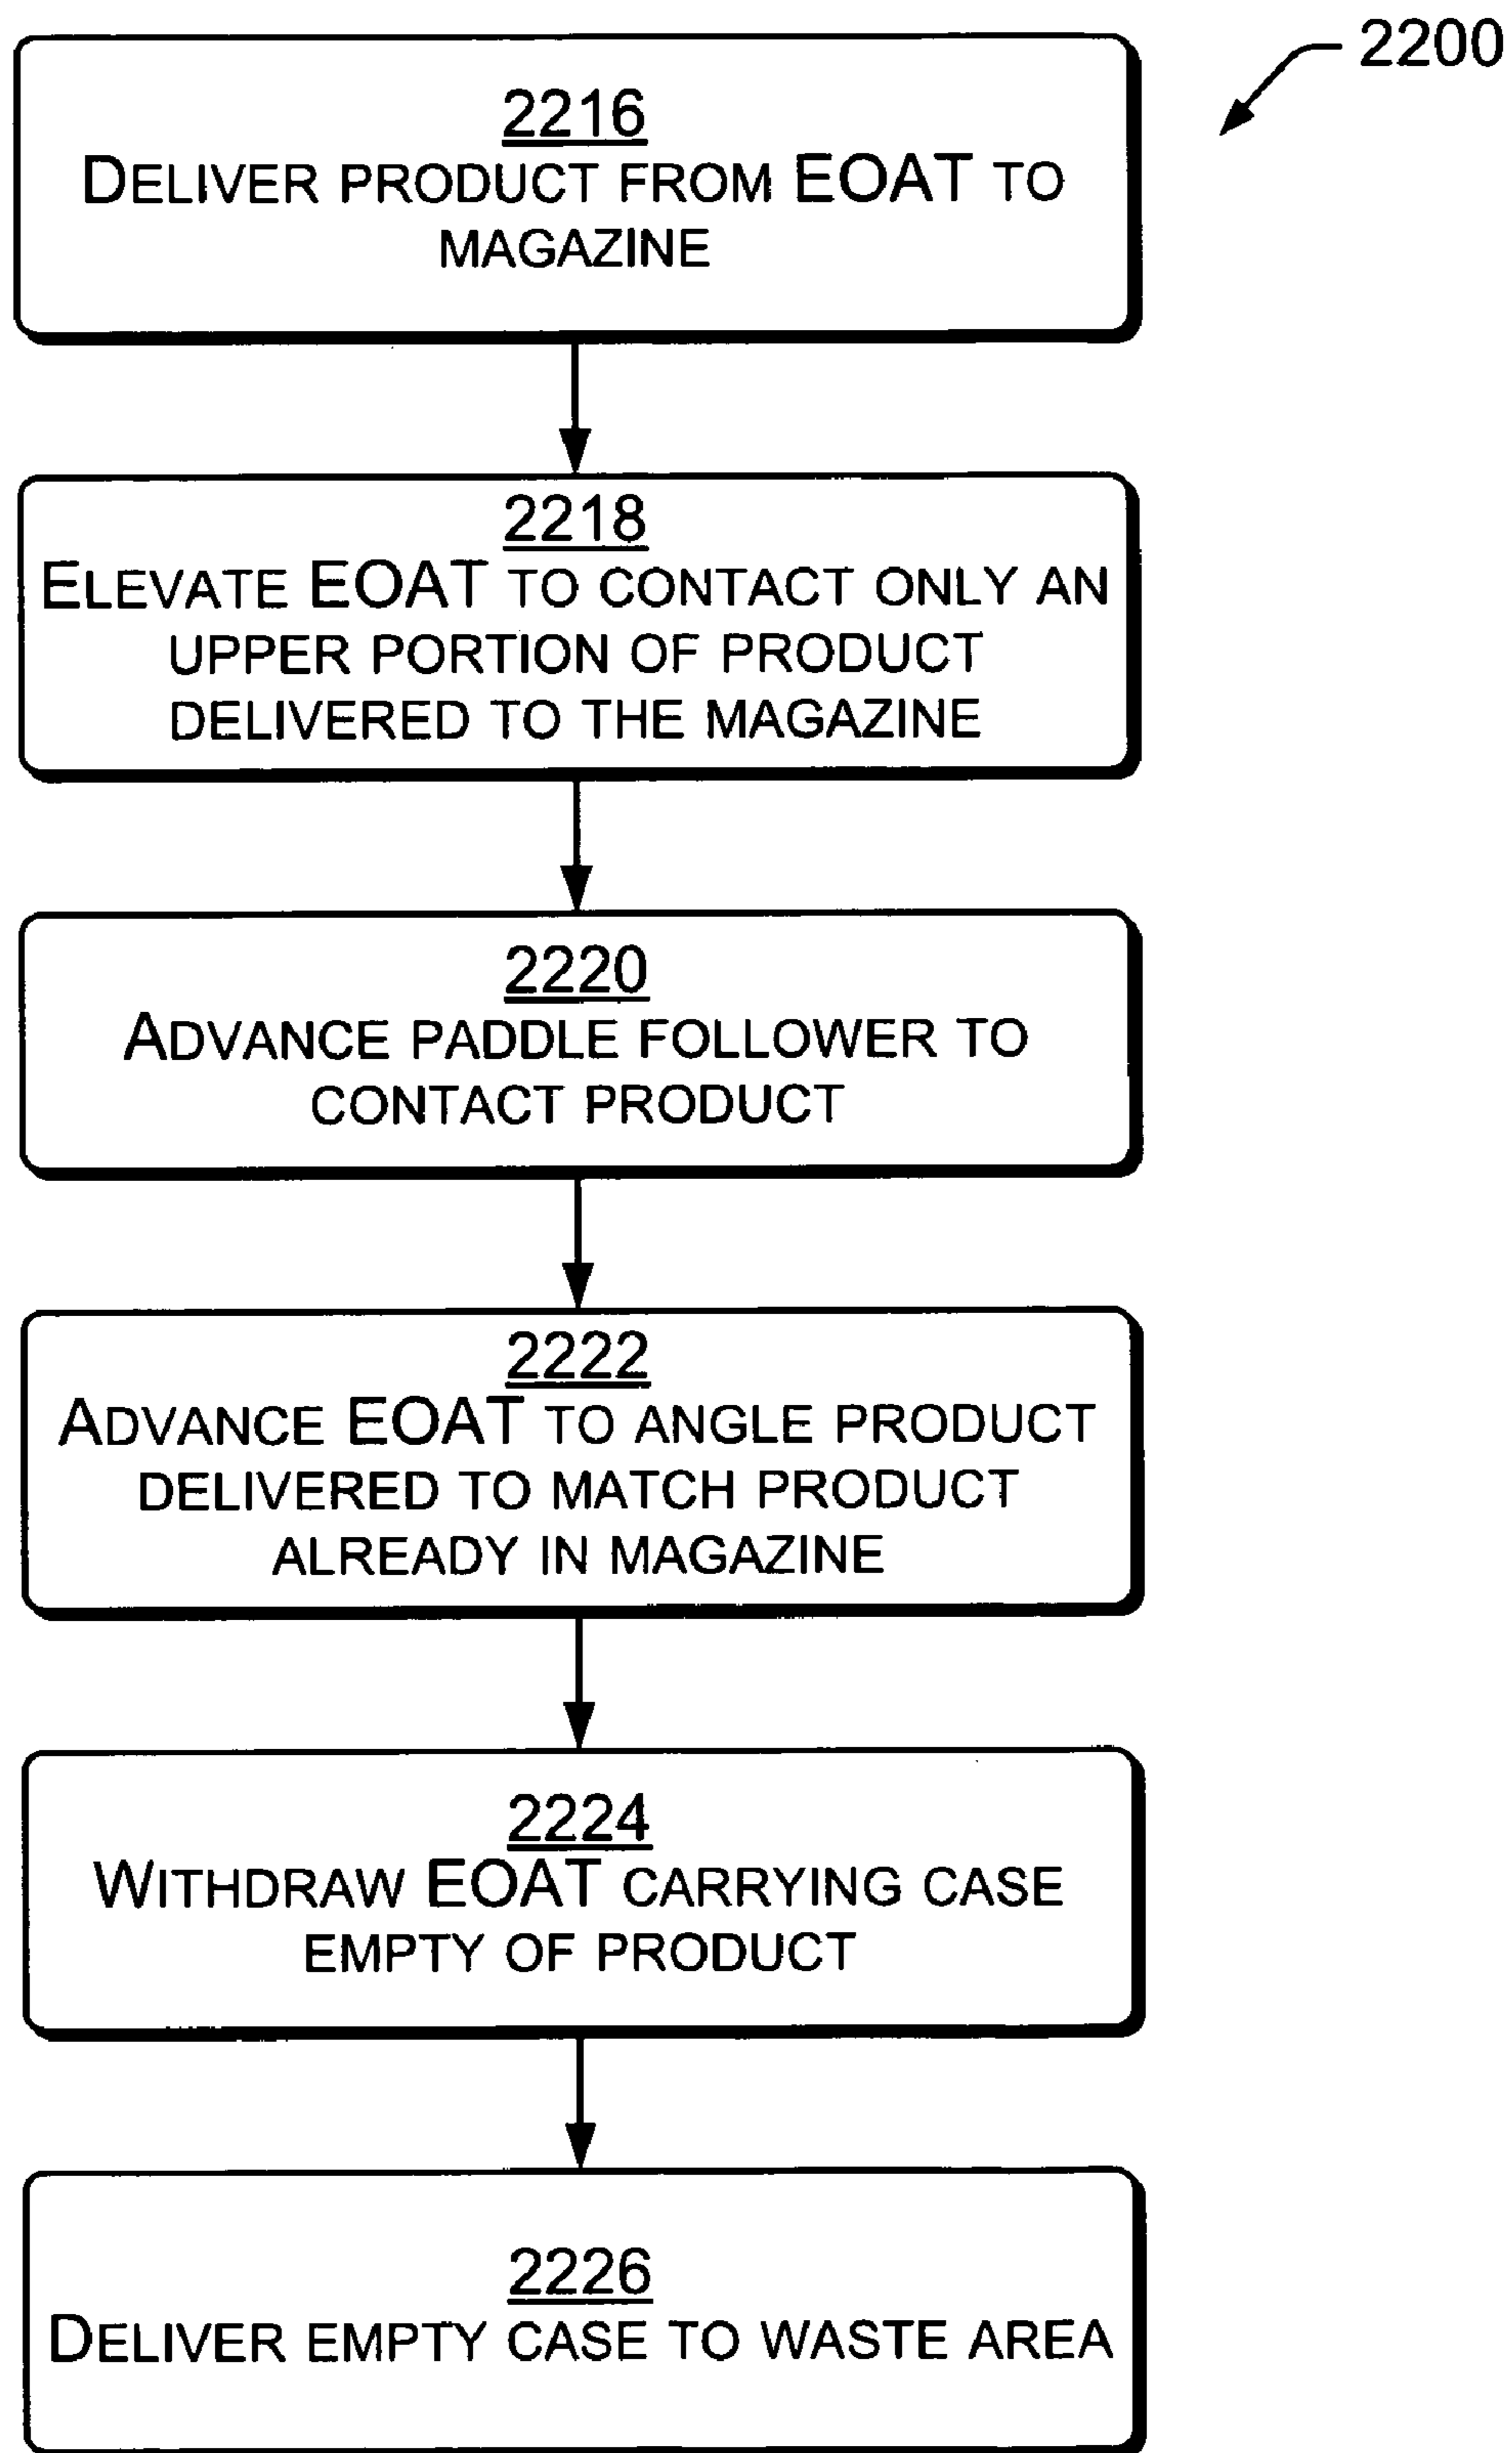 2200
2216
DELIVER PRODUCT FROM EOAT TO
MAGAZINE
2218
ELEVATE EOAT TO CONTACT ONLY AN
UPPER PORTION OF PRODUCT
DELIVERED TO THE MAGAZINE
2220
ADVANCE PADDLE FOLLOWER TO
CONTACT PRODUCT
2222
ADVANCE EOAT TO ANGLE PRODUCT
DELIVERED TO MATCH PRODUCT
ALREADY IN MAGAZINE
2224
WITHDRAW EOAT CARRYING CASE
EMPTY OF PRODUCT
2226
DELIVER EMPTY CASE TO WASTE AREA